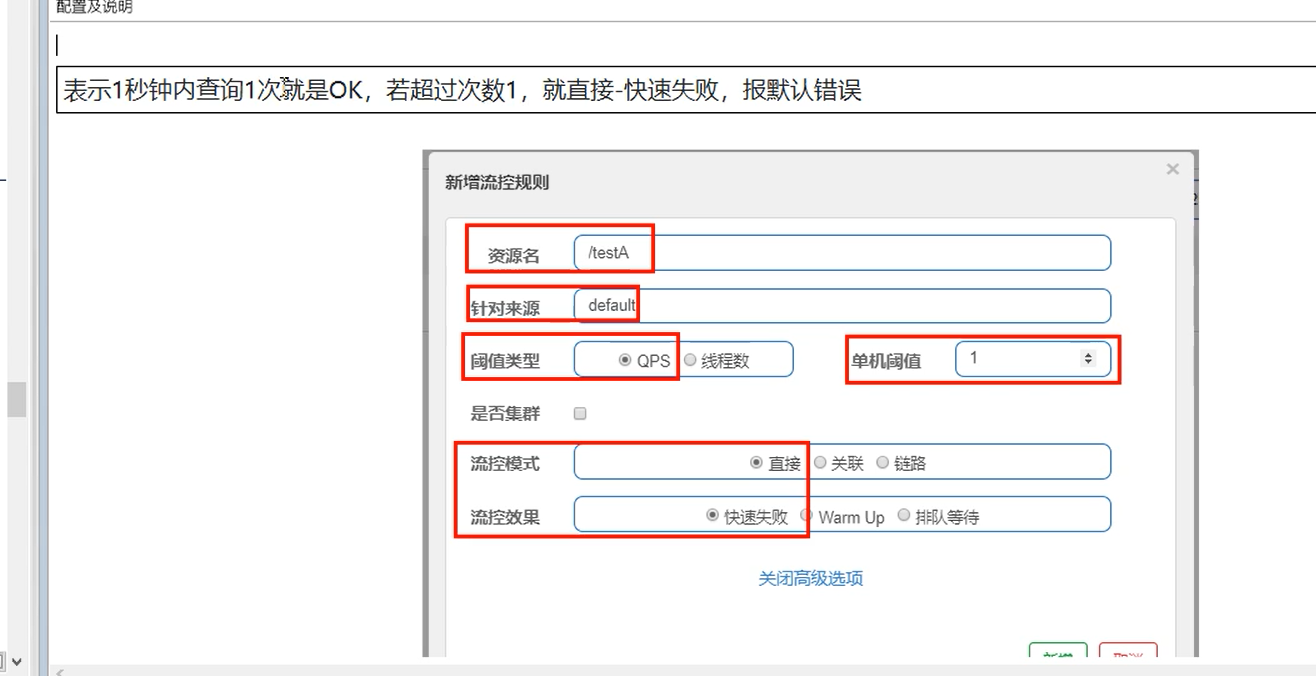 配置及说明
表示1秒钟内查询1次就是OK，若超过次数1，就直接-快速失败，报默认错误
新增流控规则 ×
资源名 /testA
针对来源 default
阈值类型 QPS 线程数 单机阈值 1
是否集群
流控模式 直接 关联 链路
流控效果 快速失败 Warm Up 排队等待
关闭高级选项
新增 取消